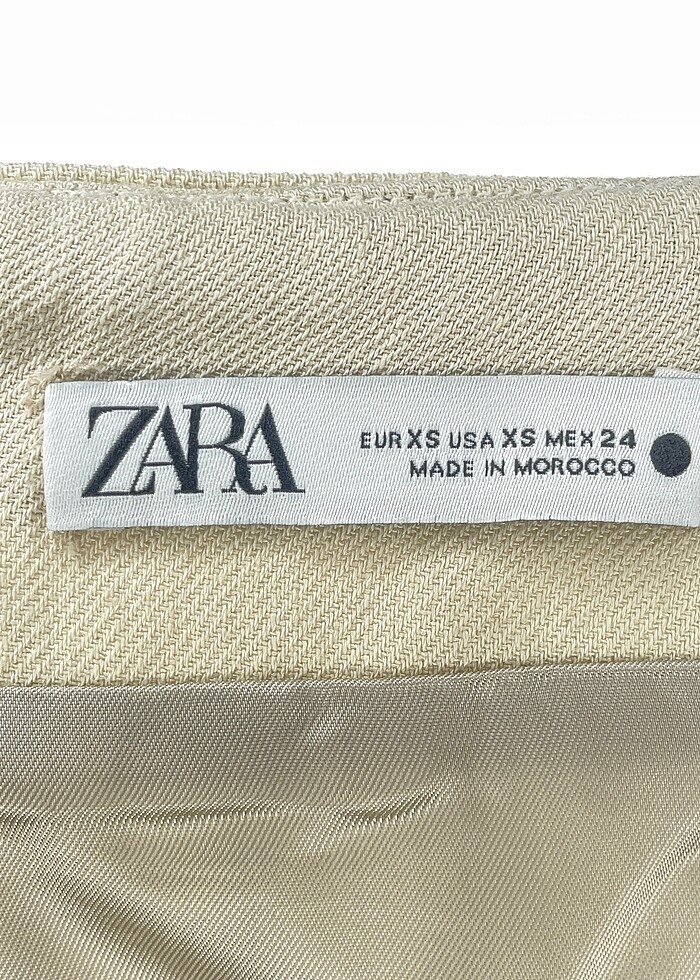 ZARA
EUR XS USA XS MEX 24
MADE IN MOROCCO